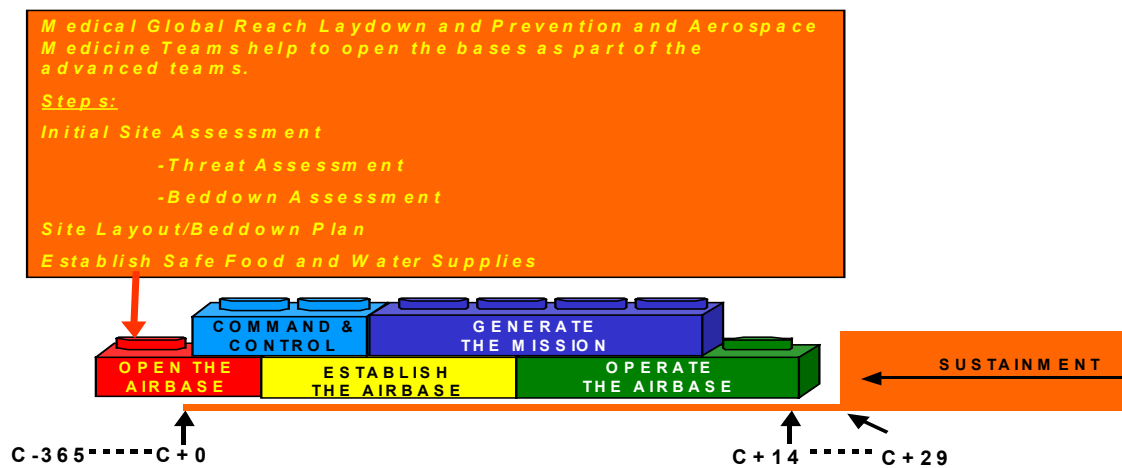 Medical Global Reach Laydown and Prevention and Aerospace
Medicine Teams help to open the bases as part of the
advanced teams.
Steps:
Initial Site Assessment
-Threat Assessment
-Beddown Assessment
Site Layout/Beddown Plan
Establish Safe Food and Water Supplies
COMMAND &
CONTROL
GENERATE
THE MISSION
OPEN THE
AIRBASE
ESTABLISH
THE AIRBASE
OPERATE
THE AIRBASE
SUSTAINMENT
C-365
C+0
C+14
C+29